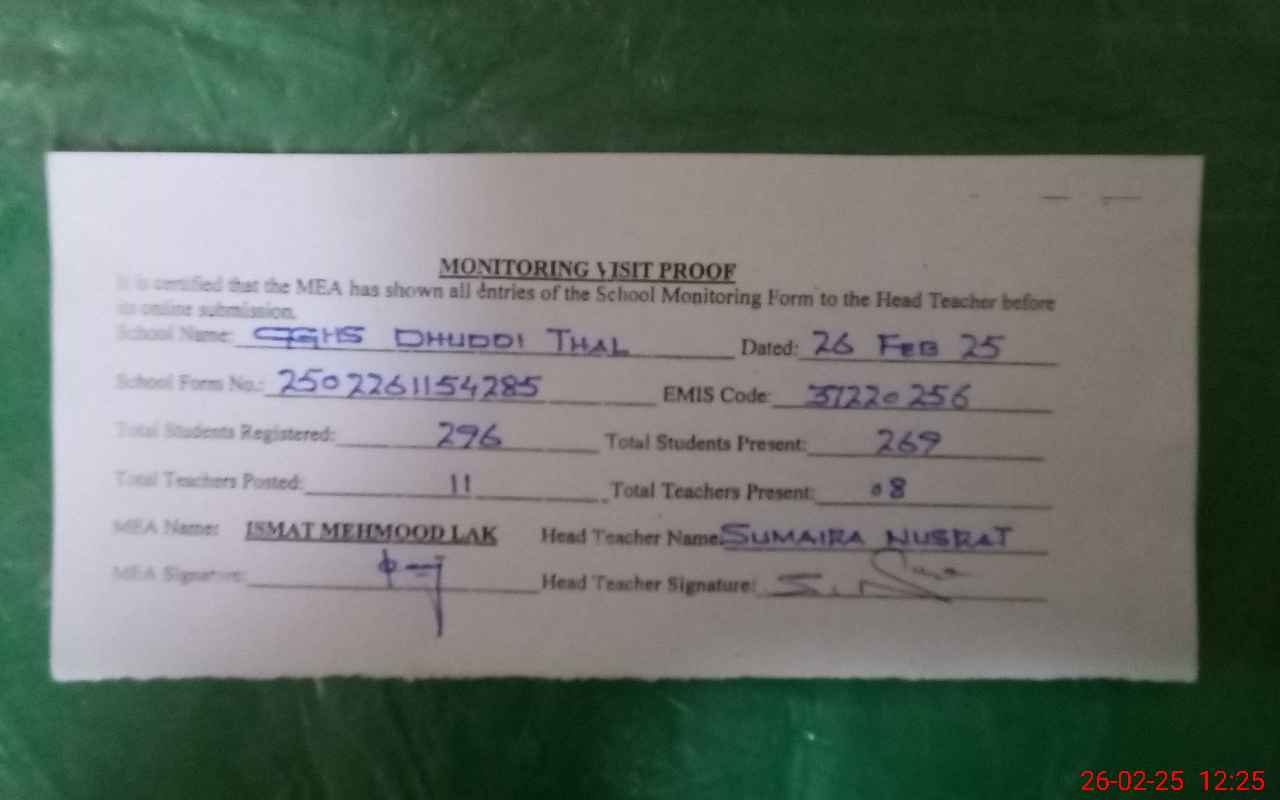 MONITORING VISIT PROOF
It is certified that the MEA has shown all entries of the School Monitoring Form to the Head Teacher before
its online submission.
School Name: GGHS DHUDDI THAL Dated: 26 FEB 25
School Form No.: 2502261154285 EMIS Code: 37220256
Total Students Registered: 296 Total Students Present: 269
Total Teachers Posted: 11 Total Teachers Present: 08
MEA Name: ISMAT MEHMOOD LAK Head Teacher Name: SUMAIRA NUSRAT
MEA Signature: Head Teacher Signature:
26-02-25 12:25